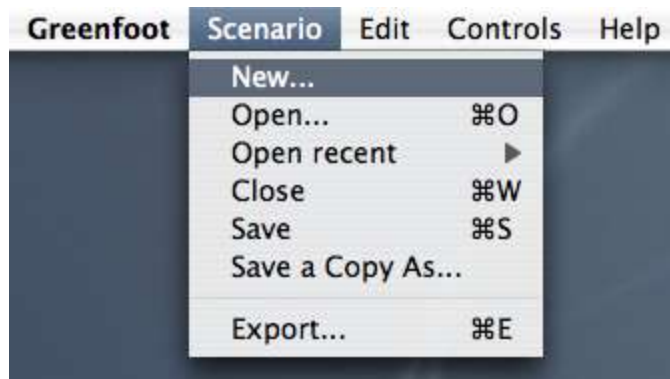 Greenfoot Scenario Edit Controls Help
New...
Open... ⌘O
Open recent ▶
Close ⌘W
Save ⌘S
Save a Copy As...
Export... ⌘E